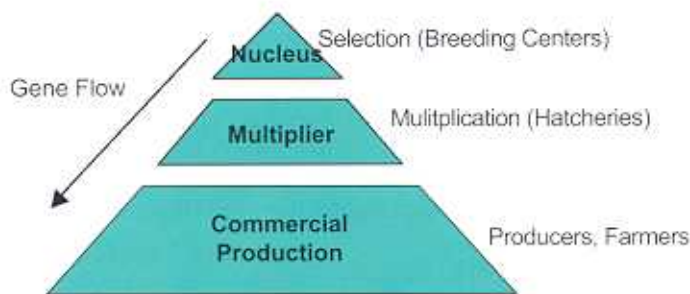 Nucleus
Selection (Breeding Centers)
Gene Flow
Multiplier
Mulitplication (Hatcheries)
Commercial
Production
Producers, Farmers